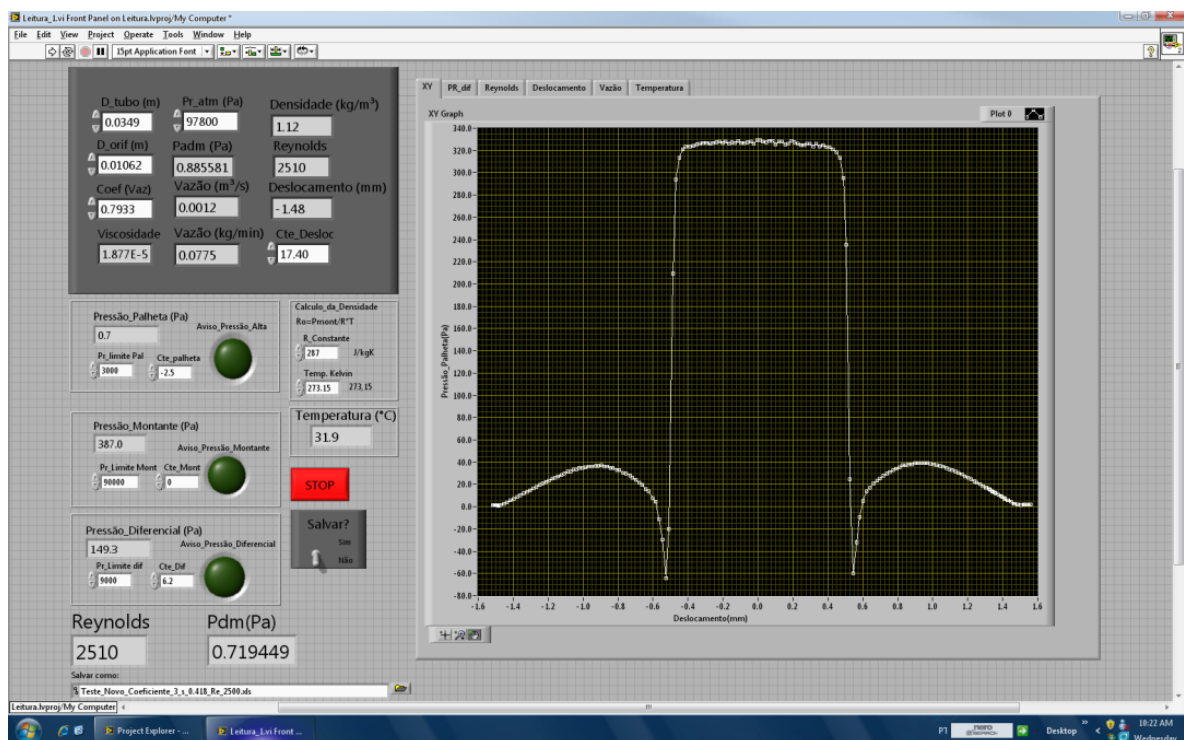 Leitura_1.vi Front Panel on Leitura.lvproj/My Computer *
File Edit View Project Operate Tools Window Help
15pt Application Font
D_tubo (m) Pr_atm (Pa) Densidade (kg/m³)
0.0349 97800 1.12
D_orif (m) Padm (Pa) Reynolds
0.01062 0.885581 2510
Coef (Vaz) Vazão (m³/s) Deslocamento (mm)
0.7933 0.0012 -1.48
Viscosidade Vazão (kg/min) Cte_Desloc
1.877E-5 0.0775 17.40
Pressão_Palheta (Pa)
0.7 Aviso_Pressão_Alta
Pr_limite Pal Cte_palheta
3000 -2.5
Calculo_da_Densidade
Ro=Pmont/R*T
R_Constante
287 J/kgK
Temp. Kelvin
273.15 273,15
Pressão_Montante (Pa)
387.0 Aviso_Pressão_Montante
Pr_Limite Mont Cte_Mont
90000 0
Temperatura (°C)
31.9
STOP
Pressão_Diferencial (Pa)
149.3 Aviso_Pressão_Diferencial
Pr_Limite dif Cte_Dif
9000 6.2
Salvar?
Sim
Não
Reynolds Pdm(Pa)
2510 0.719449
Salvar como:
Teste_Novo_Coeficiente_3_s_0.418_Re_2500.xls
XY PR_dif Reynolds Deslocamento Vazão Temperatura
XY Graph Plot 0
340.0
320.0
300.0
280.0
260.0
240.0
220.0
200.0
180.0
160.0
140.0
120.0
100.0
80.0
60.0
40.0
20.0
0.0
-20.0
-40.0
-60.0
-80.0
Pressão_Palheta(Pa)
-1.6 -1.4 -1.2 -1.0 -0.8 -0.6 -0.4 -0.2 0.0 0.2 0.4 0.6 0.8 1.0 1.2 1.4 1.6
Deslocamento(mm)
Leitura.lvproj/My Computer
Project Explorer - ... Leitura_1.vi Front ... PT nero Desktop 10:22 AM
Wednesday